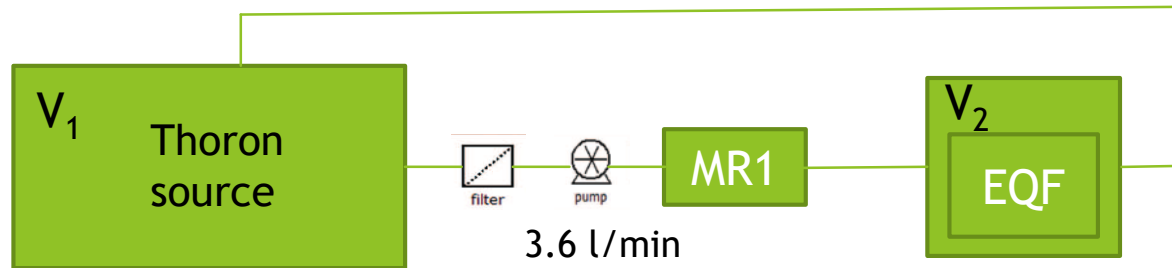 V1
Thoron
source
filter
pump
3.6 l/min
MR1
V2
EQF